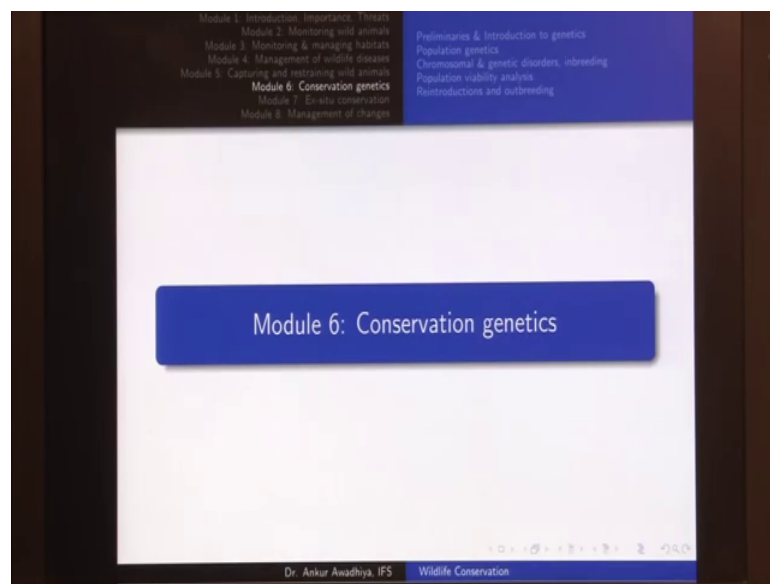 Module 1: Introduction, Importance, Threats
Module 2: Monitoring wild animals
Module 3: Monitoring & managing habitats
Module 4: Management of wildlife diseases
Module 5: Capturing and restraining wild animals
Module 6: Conservation genetics
Module 7: Ex-situ conservation
Module 8: Management of changes
Preliminaries & Introduction to genetics
Population genetics
Chromosomal & genetic disorders, inbreeding
Population viability analysis
Reintroductions and outbreeding
Module 6: Conservation genetics
Dr. Ankur Awadhiya, IFS
Wildlife Conservation